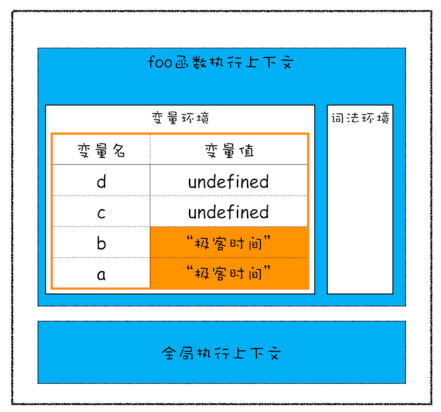 foo函数执行上下文
变量环境
词法环境
变量名 变量值
d undefined
c undefined
b “极客时间”
a “极客时间”
全局执行上下文